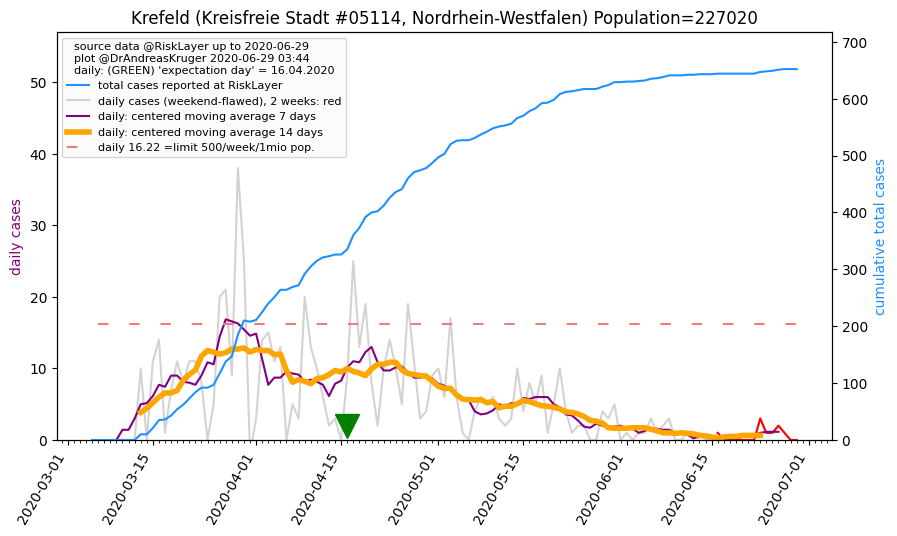 Krefeld (Kreisfreie Stadt #05114, Nordrhein-Westfalen) Population=227020
source data @RiskLayer up to 2020-06-29
plot @DrAndreasKruger 2020-06-29 03:44
daily: (GREEN) 'expectation day' = 16.04.2020
total cases reported at RiskLayer
daily cases (weekend-flawed), 2 weeks: red
daily: centered moving average 7 days
daily: centered moving average 14 days
daily 16.22 =limit 500/week/1mio pop.
daily cases
50
40
30
20
10
0
cumulative total cases
700
600
500
400
300
200
100
0
2020-03-01
2020-03-15
2020-04-01
2020-04-15
2020-05-01
2020-05-15
2020-06-01
2020-06-15
2020-07-01